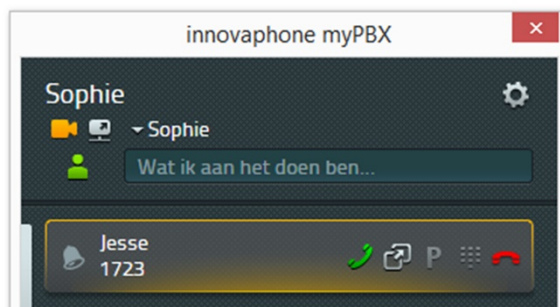 innovaphone myPBX
Sophie
Sophie
Wat ik aan het doen ben...
Jesse
1723
P